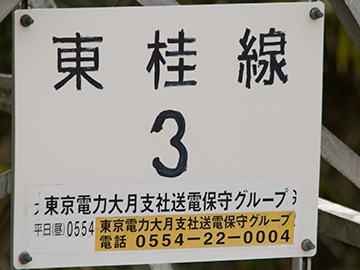 東桂線
3
東京電力大月支社送電保守グループ
平日(昼)0554
東京電力大月支社送電保守グループ
電話 0554-22-0004